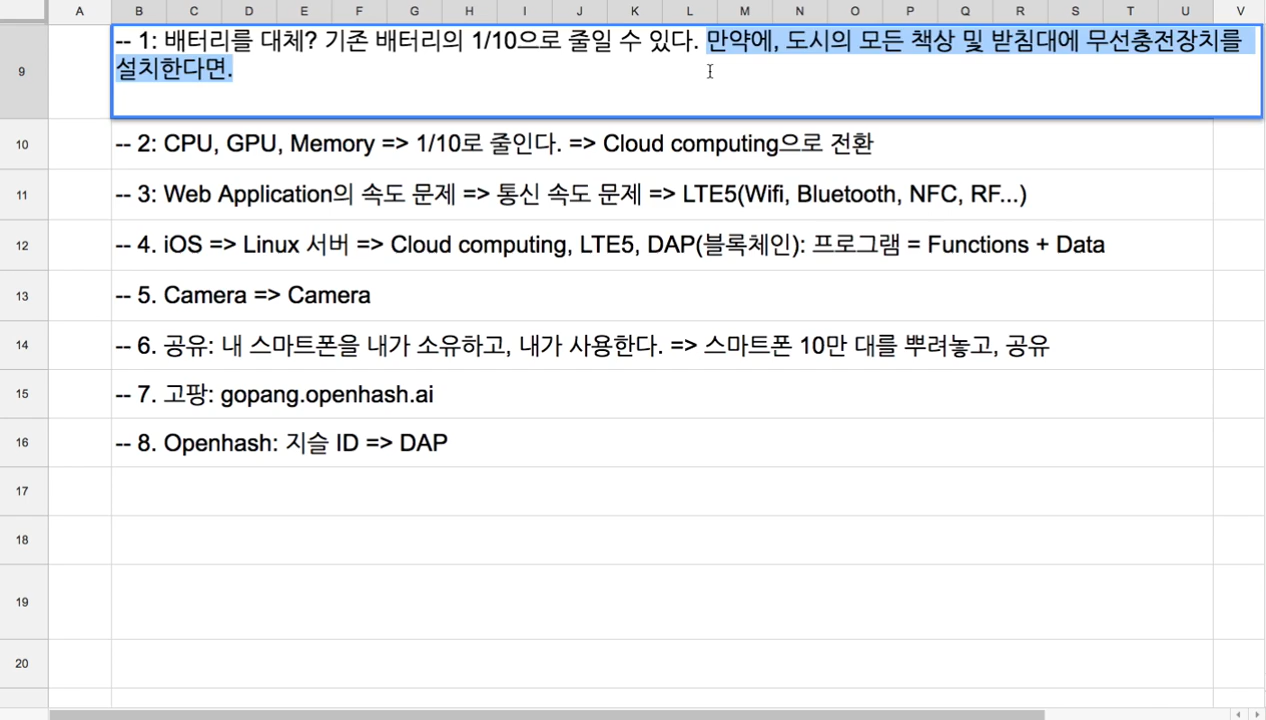 A B C D E F G H I J K L M N O P Q R S T U V
9 -- 1: 배터리를 대체? 기존 배터리의 1/10으로 줄일 수 있다. 만약에, 도시의 모든 책상 및 받침대에 무선충전장치를
설치한다면.
10 -- 2: CPU, GPU, Memory => 1/10로 줄인다. => Cloud computing으로 전환
11 -- 3: Web Application의 속도 문제 => 통신 속도 문제 => LTE5(Wifi, Bluetooth, NFC, RF...)
12 -- 4. iOS => Linux 서버 => Cloud computing, LTE5, DAP(블록체인): 프로그램 = Functions + Data
13 -- 5. Camera => Camera
14 -- 6. 공유: 내 스마트폰을 내가 소유하고, 내가 사용한다. => 스마트폰 10만 대를 뿌려놓고, 공유
15 -- 7. 고팡: gopang.openhash.ai
16 -- 8. Openhash: 지슬 ID => DAP
17
18
19
20